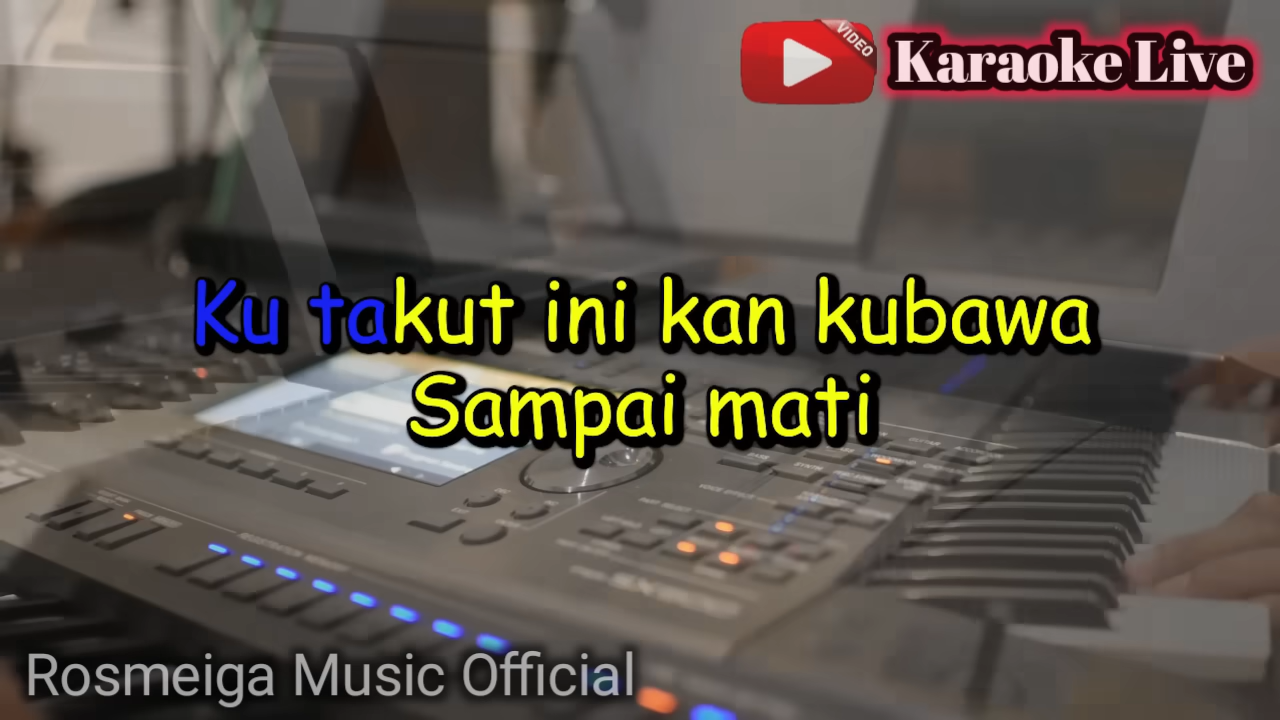 VIDEO
Karaoke Live
Ku takut ini kan kubawa
Sampai mati
Rosmeiga Music Official